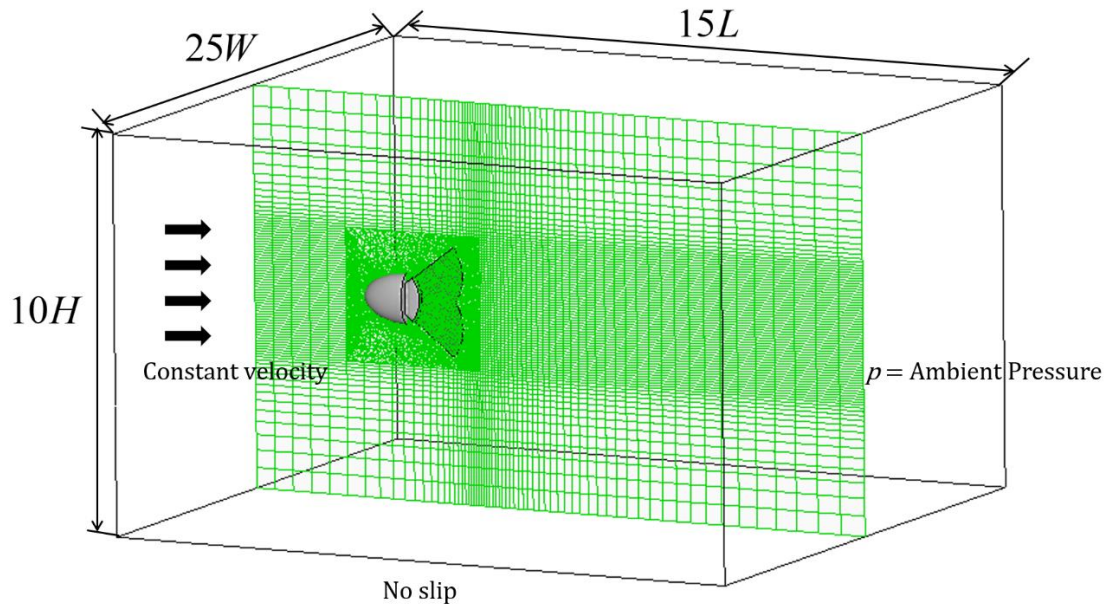 25W
15L
10H
Constant velocity
p = Ambient Pressure
No slip